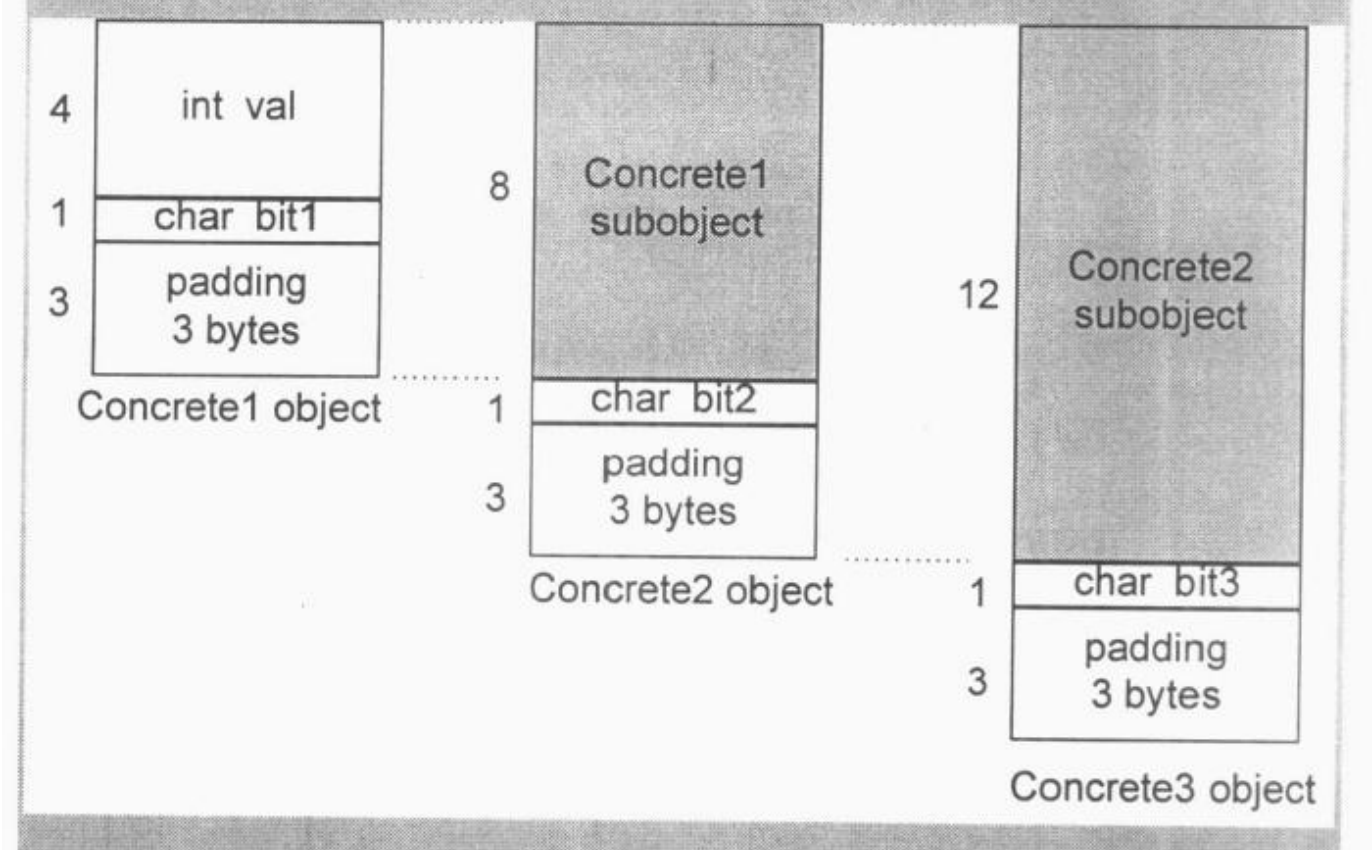 4
int val
1
char bit1
3
padding
3 bytes
Concrete1 object
8
Concrete1
subobject
1
char bit2
3
padding
3 bytes
Concrete2 object
12
Concrete2
subobject
1
char bit3
3
padding
3 bytes
Concrete3 object